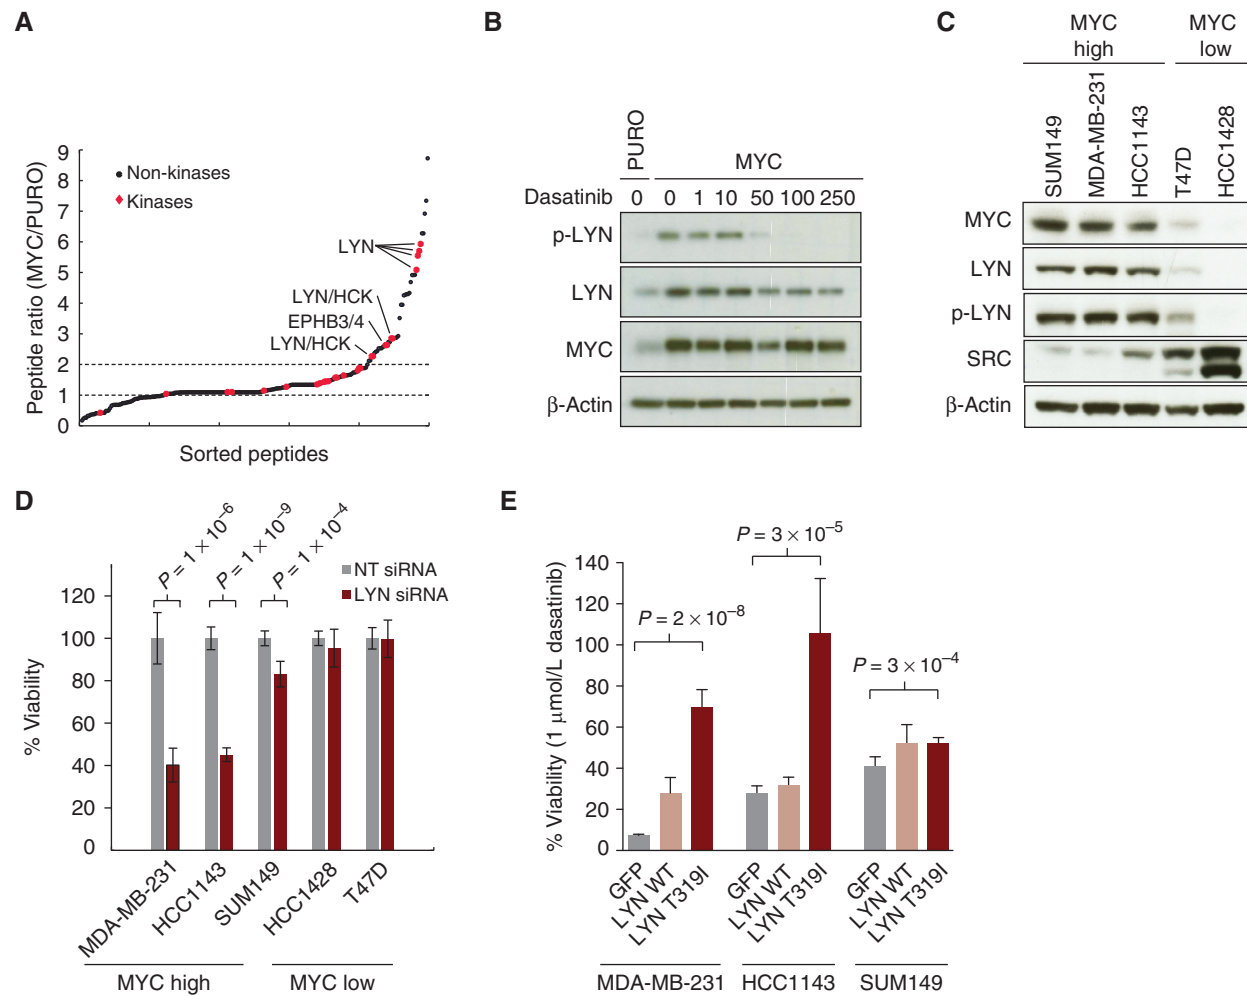 A
Peptide ratio (MYC/PURO)
9
8
7
6
5
4
3
2
1
0
Non-kinases
Kinases
LYN
LYN/HCK
EPHB3/4
LYN/HCK
Sorted peptides
B
PURO
MYC
Dasatinib 0 0 1 10 50 100 250
p-LYN
LYN
MYC
β-Actin
C
MYC high
MYC low
SUM149
MDA-MB-231
HCC1143
T47D
HCC1428
MYC
LYN
p-LYN
SRC
β-Actin
D
% Viability
120
100
80
60
40
20
0
P = 1 × 10⁻⁶
P = 1 × 10⁻⁹
P = 1 × 10⁻⁴
NT siRNA
LYN siRNA
MDA-MB-231
HCC1143
SUM149
HCC1428
T47D
MYC high
MYC low
E
% Viability (1 μmol/L dasatinib)
140
120
100
80
60
40
20
0
P = 2 × 10⁻⁸
P = 3 × 10⁻⁵
P = 3 × 10⁻⁴
GFP
LYN WT
LYN T319I
GFP
LYN WT
LYN T319I
GFP
LYN WT
LYN T319I
MDA-MB-231
HCC1143
SUM149